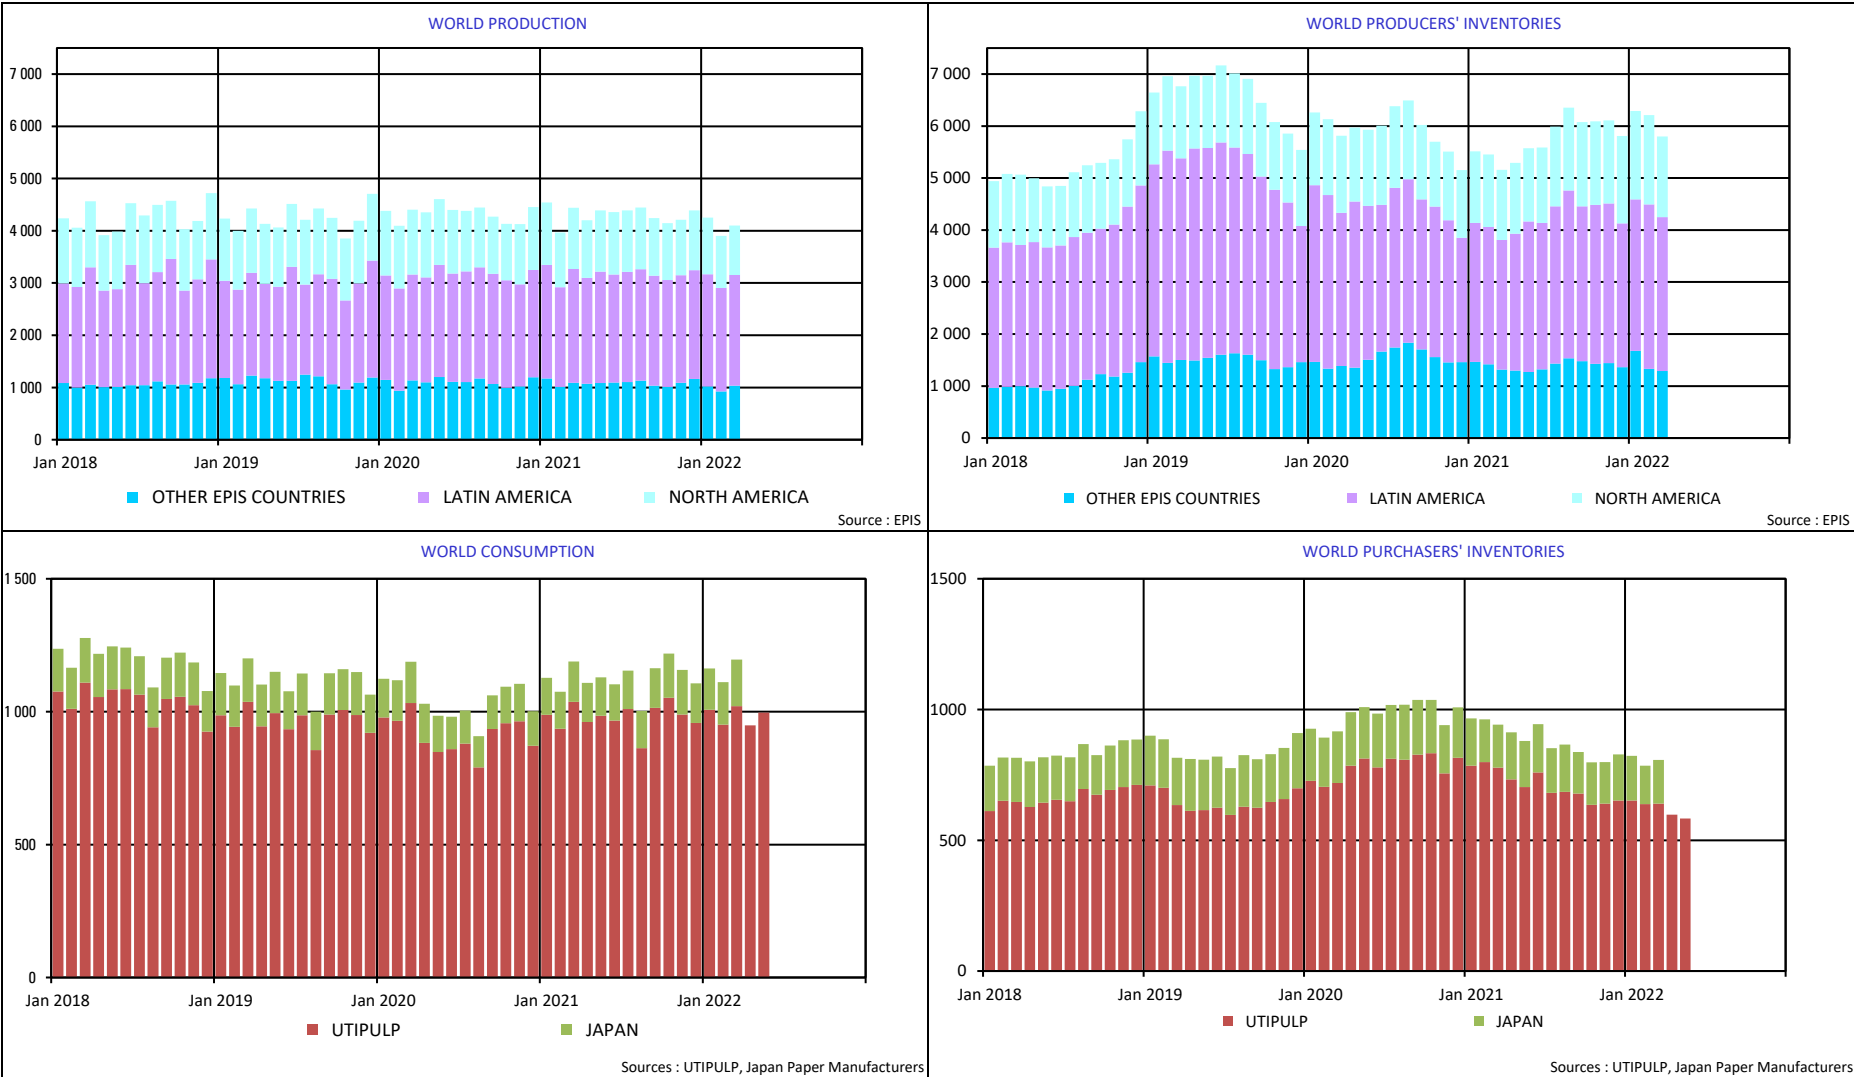 WORLD PRODUCTION
7 000
6 000
5 000
4 000
3 000
2 000
1 000
0
Jan 2018 Jan 2019 Jan 2020 Jan 2021 Jan 2022
OTHER EPIS COUNTRIES LATIN AMERICA NORTH AMERICA
Source : EPIS
WORLD PRODUCERS' INVENTORIES
7 000
6 000
5 000
4 000
3 000
2 000
1 000
0
Jan 2018 Jan 2019 Jan 2020 Jan 2021 Jan 2022
OTHER EPIS COUNTRIES LATIN AMERICA NORTH AMERICA
Source : EPIS
WORLD CONSUMPTION
1 500
1 000
500
0
Jan 2018 Jan 2019 Jan 2020 Jan 2021 Jan 2022
UTIPULP JAPAN
Sources : UTIPULP, Japan Paper Manufacturers
WORLD PURCHASERS' INVENTORIES
1500
1000
500
0
Jan 2018 Jan 2019 Jan 2020 Jan 2021 Jan 2022
UTIPULP JAPAN
Sources : UTIPULP, Japan Paper Manufacturers